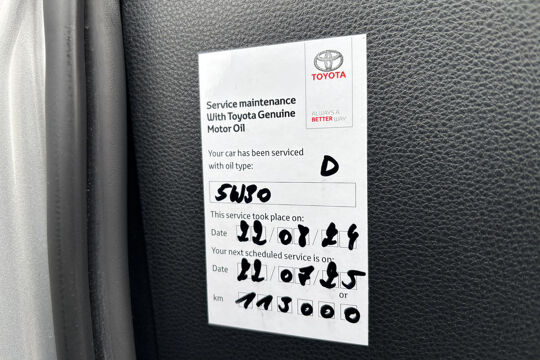 TOYOTA
ALWAYS A
BETTER WAY
Service maintenance
With Toyota Genuine
Motor Oil
Your car has been serviced
with oil type: D
5W30
This service took place on:
Date 22/07/24
Your next scheduled service is on:
Date 22/07/25
or
km 113000